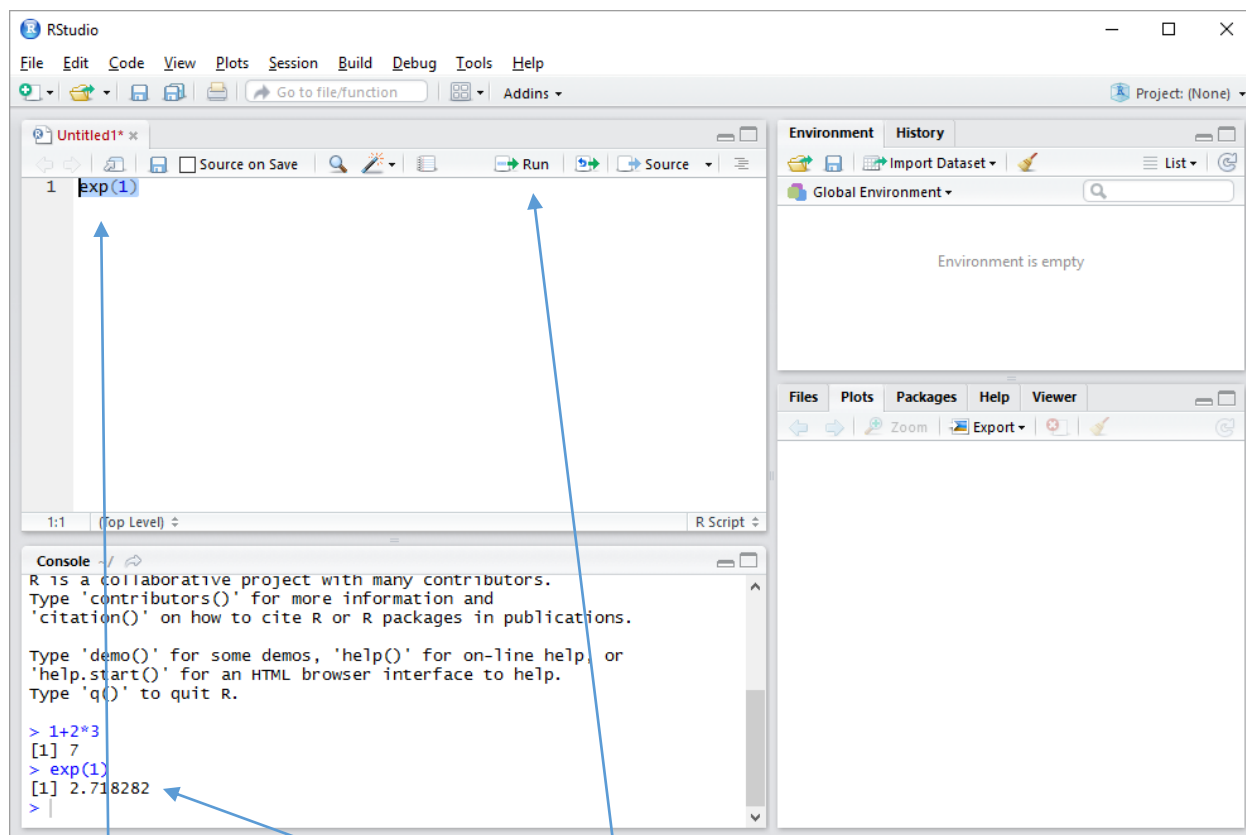 RStudio
File Edit Code View Plots Session Build Debug Tools Help
Go to file/function Addins Project: (None)
Untitled1*
Source on Save Run Source
1 exp(1)
1:1 (Top Level) R Script
Console ~/
R is a collaborative project with many contributors.
Type 'contributors()' for more information and
'citation()' on how to cite R or R packages in publications.
Type 'demo()' for some demos, 'help()' for on-line help, or
'help.start()' for an HTML browser interface to help.
Type 'q()' to quit R.
> 1+2*3
[1] 7
> exp(1)
[1] 2.718282
>
Environment History
Import Dataset List
Global Environment
Environment is empty
Files Plots Packages Help Viewer
Zoom Export